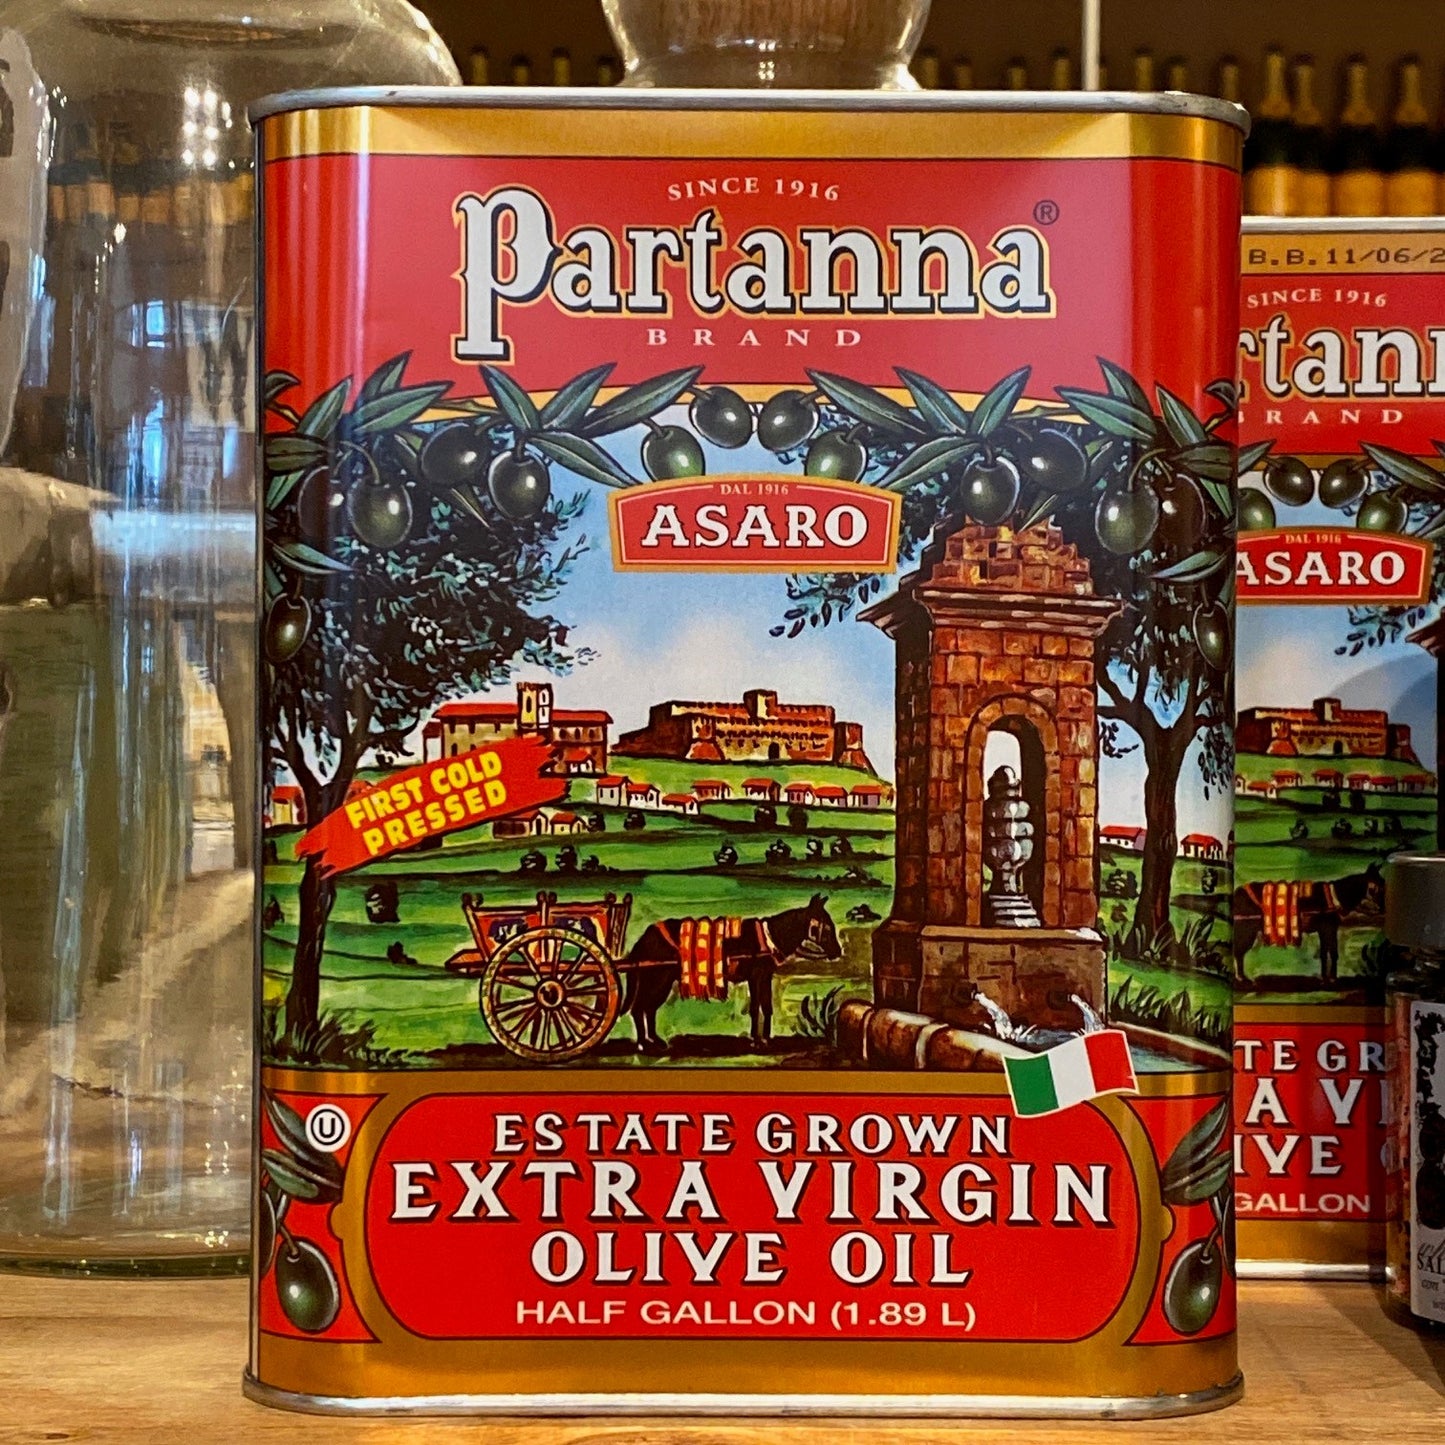 SINCE 1916
Partanna®
BRAND
DAL 1916
ASARO
FIRST COLD
PRESSED
U
ESTATE GROWN
EXTRA VIRGIN
OLIVE OIL
HALF GALLON (1.89 L)
B.B. 11/06/2
SINCE 1916
rtann
BRAND
DAL 1916
ASARO
TE GR
A VI
IVE
GALLON